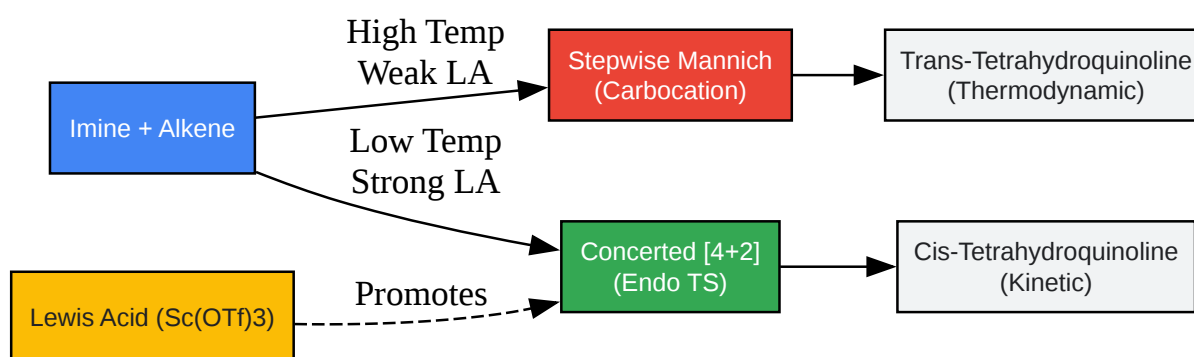 High Temp
Weak LA
Stepwise Mannich
(Carbocation)
Trans-Tetrahydroquinoline
(Thermodynamic)
Imine + Alkene
Low Temp
Strong LA
Concerted [4+2]
(Endo TS)
Cis-Tetrahydroquinoline
(Kinetic)
Lewis Acid (Sc(OTf)3)
Promotes